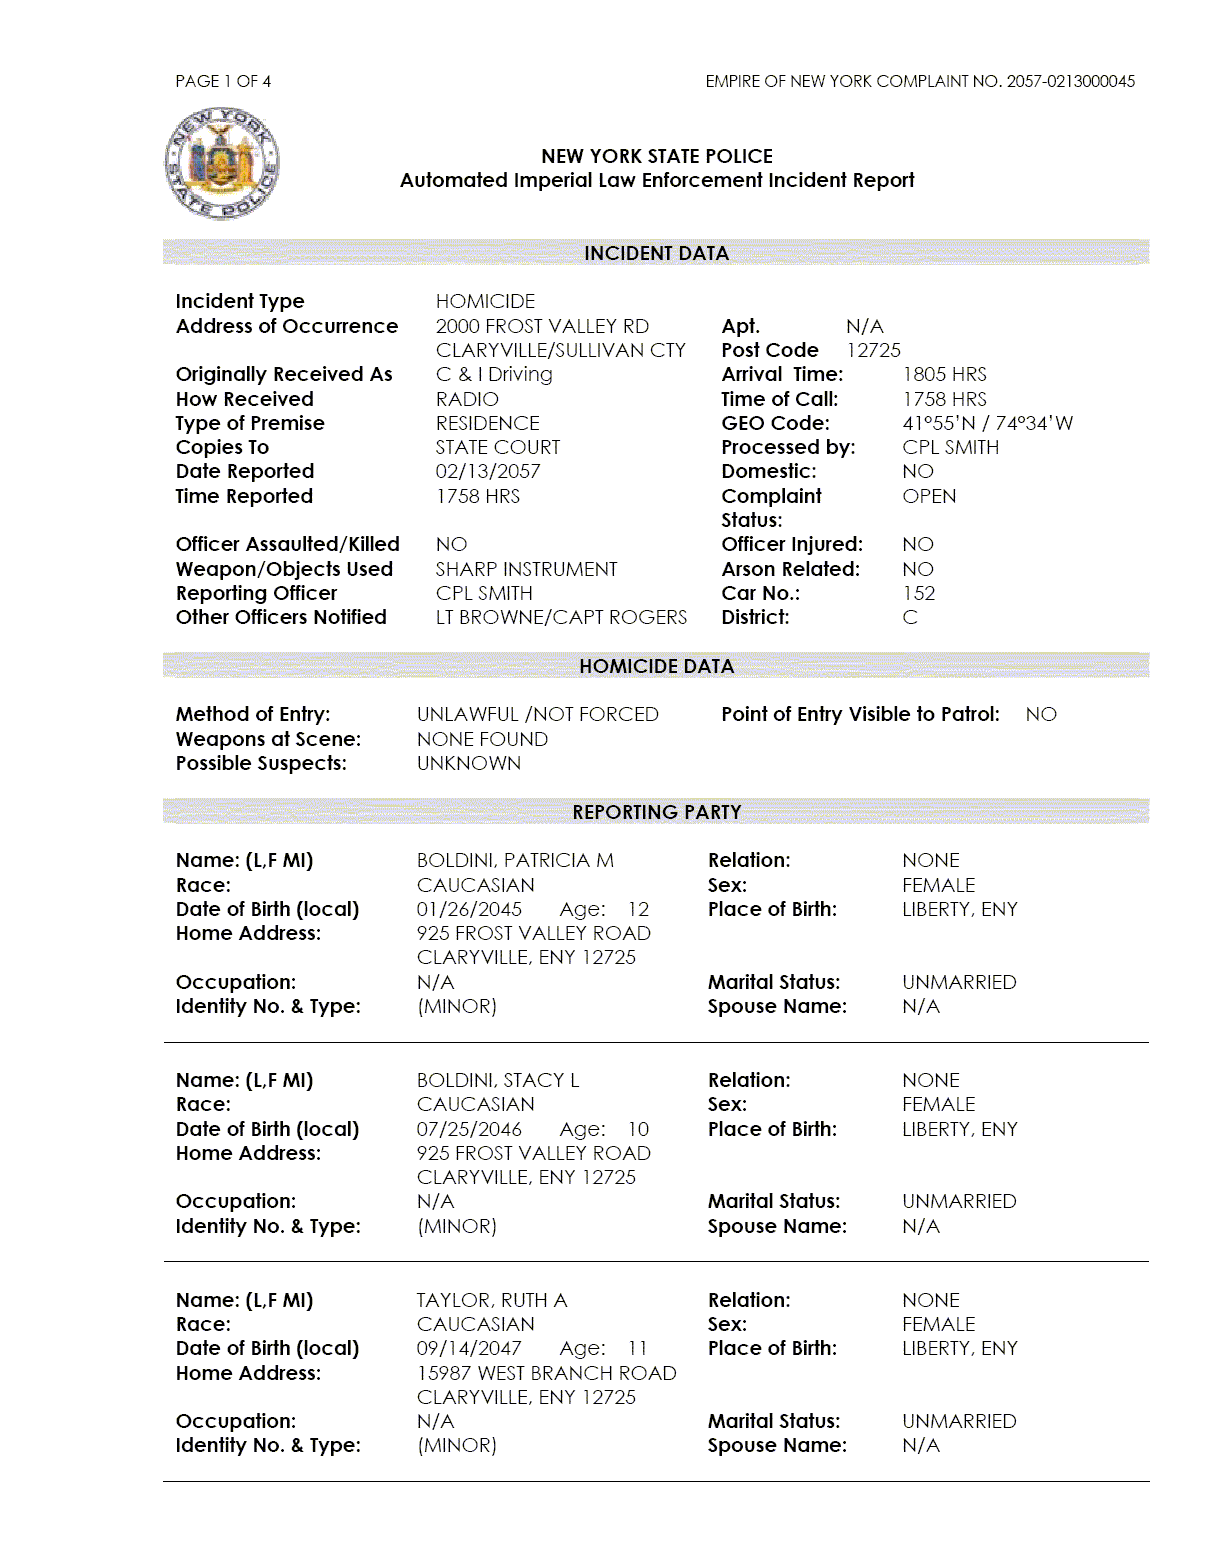 PAGE 1 OF 4 EMPIRE OF NEW YORK COMPLAINT NO. 2057-0213000045
NEW YORK
STATE POLICE
NEW YORK STATE POLICE
Automated Imperial Law Enforcement Incident Report
INCIDENT DATA
Incident Type HOMICIDE
Address of Occurrence 2000 FROST VALLEY RD Apt. N/A
CLARYVILLE/SULLIVAN CTY Post Code 12725
Originally Received As C & I Driving Arrival Time: 1805 HRS
How Received RADIO Time of Call: 1758 HRS
Type of Premise RESIDENCE GEO Code: 41°55'N / 74°34'W
Copies To STATE COURT Processed by: CPL SMITH
Date Reported 02/13/2057 Domestic: NO
Time Reported 1758 HRS Complaint OPEN
Status:
Officer Assaulted/Killed NO Officer Injured: NO
Weapon/Objects Used SHARP INSTRUMENT Arson Related: NO
Reporting Officer CPL SMITH Car No.: 152
Other Officers Notified LT BROWNE/CAPT ROGERS District: C
HOMICIDE DATA
Method of Entry: UNLAWFUL /NOT FORCED Point of Entry Visible to Patrol: NO
Weapons at Scene: NONE FOUND
Possible Suspects: UNKNOWN
REPORTING PARTY
Name: (L,F MI) BOLDINI, PATRICIA M Relation: NONE
Race: CAUCASIAN Sex: FEMALE
Date of Birth (local) 01/26/2045 Age: 12 Place of Birth: LIBERTY, ENY
Home Address: 925 FROST VALLEY ROAD
CLARYVILLE, ENY 12725
Occupation: N/A Marital Status: UNMARRIED
Identity No. & Type: (MINOR) Spouse Name: N/A
Name: (L,F MI) BOLDINI, STACY L Relation: NONE
Race: CAUCASIAN Sex: FEMALE
Date of Birth (local) 07/25/2046 Age: 10 Place of Birth: LIBERTY, ENY
Home Address: 925 FROST VALLEY ROAD
CLARYVILLE, ENY 12725
Occupation: N/A Marital Status: UNMARRIED
Identity No. & Type: (MINOR) Spouse Name: N/A
Name: (L,F MI) TAYLOR, RUTH A Relation: NONE
Race: CAUCASIAN Sex: FEMALE
Date of Birth (local) 09/14/2047 Age: 11 Place of Birth: LIBERTY, ENY
Home Address: 15987 WEST BRANCH ROAD
CLARYVILLE, ENY 12725
Occupation: N/A Marital Status: UNMARRIED
Identity No. & Type: (MINOR) Spouse Name: N/A